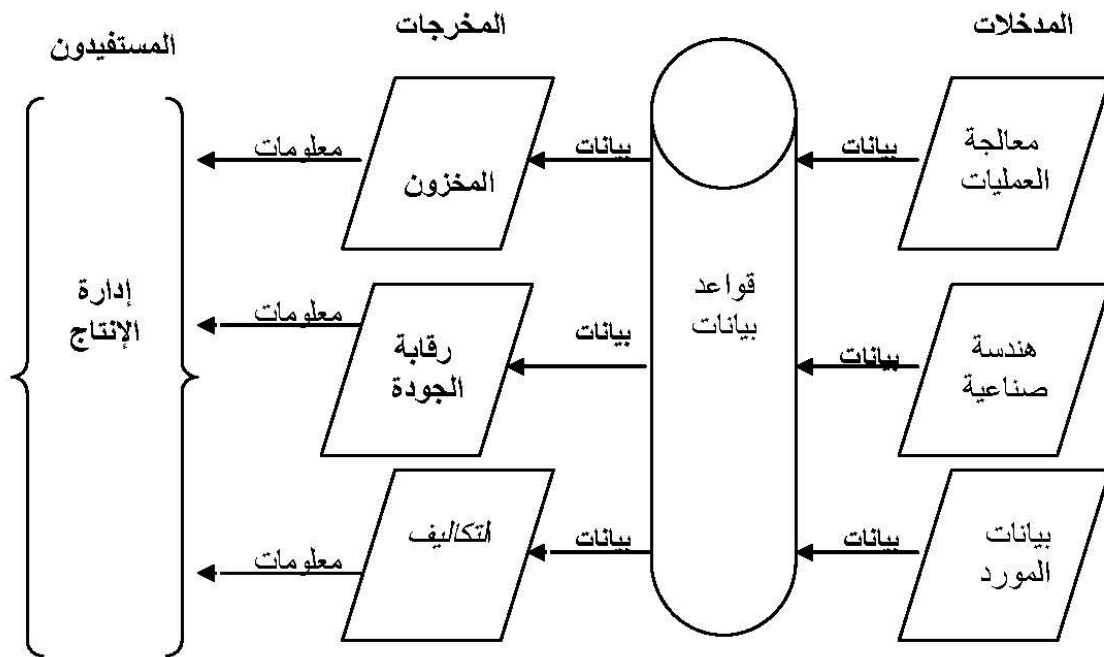 المدخلات
المخرجات
المستفيدون
معالجة
العمليات
بيانات
بيانات
المخزون
معلومات
قواعد
بيانات
هندسة
صناعية
بيانات
بيانات
رقابة
الجودة
معلومات
إدارة
الإنتاج
بيانات
المورد
بيانات
بيانات
التكاليف
معلومات